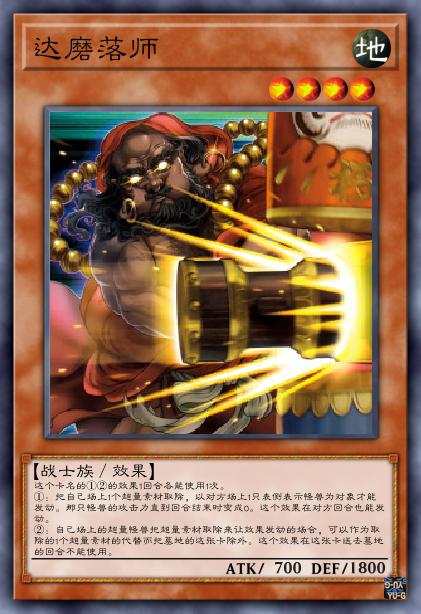 达磨落师
地
【战士族／效果】
这个卡名的①②的效果1回合各能使用1次。
①：把自己场上1个超量素材取除，以对方场上1只表侧表示怪兽为对象才能
发动。那只怪兽的攻击力直到回合结束时变成0。这个效果在对方回合也能发
动。
②：自己场上的超量怪兽把超量素材取除来让效果发动的场合，可以作为取
除的1个超量素材的代替而把墓地的这张卡除外。这个效果在这张卡送去墓地
的回合不能使用。
ATK/ 700 DEF/1800